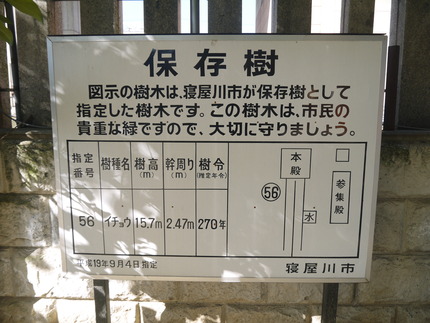 保存樹
図示の樹木は、寝屋川市が保存樹として
指定した樹木です。この樹木は、市民の
貴重な緑ですので、大切に守りましょう。
指定番号 樹種名 樹高(m) 幹周り(m) 樹令(推定年令)
56 イチョウ 15.7m 2.47m 270年
本殿
56
水
参集殿
平成19年9月4日指定
寝屋川市